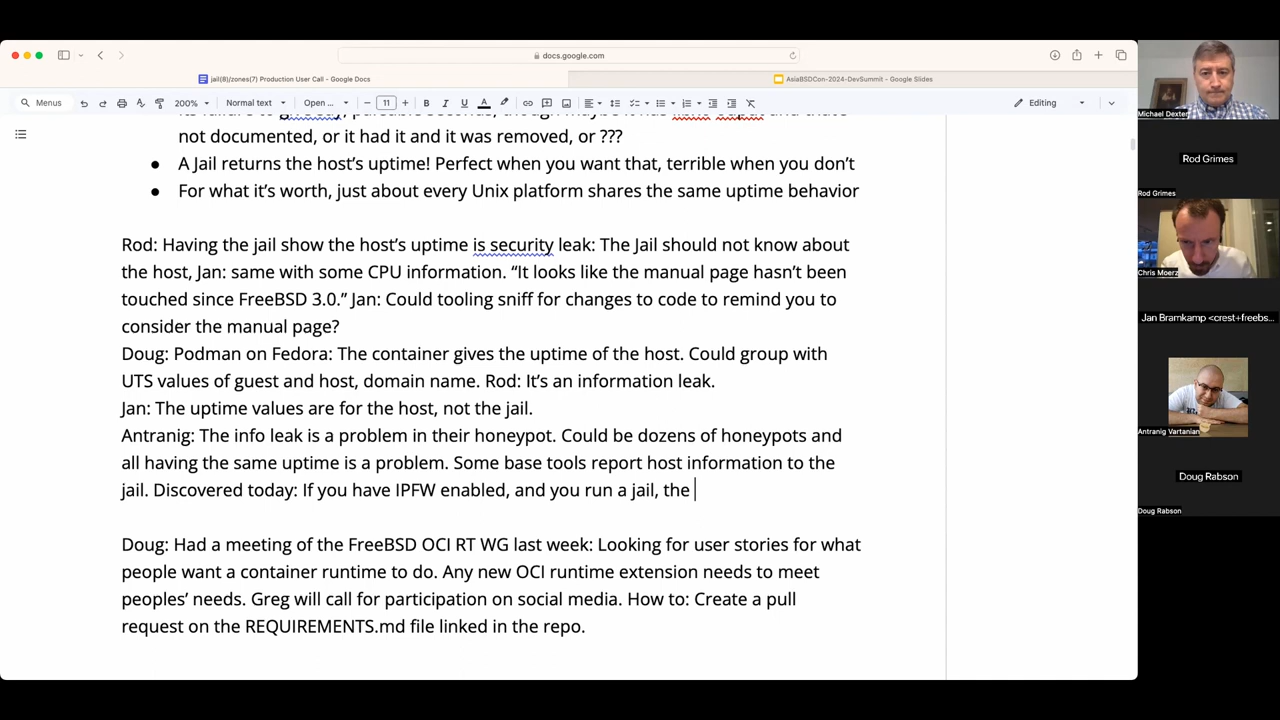 docs.google.com
jail(8)/zones(7) Production User Call - Google Docs
AsiaBSDCon-2024-DevSummit - Google Slides
Menus
200%
Normal text
Open ...
11
B I U A
Editing
not documented, or it had it and it was removed, or ???
● A Jail returns the host’s uptime! Perfect when you want that, terrible when you don’t
● For what it’s worth, just about every Unix platform shares the same uptime behavior
Rod: Having the jail show the host’s uptime is security leak: The Jail should not know about
the host, Jan: same with some CPU information. “It looks like the manual page hasn’t been
touched since FreeBSD 3.0.” Jan: Could tooling sniff for changes to code to remind you to
consider the manual page?
Doug: Podman on Fedora: The container gives the uptime of the host. Could group with
UTS values of guest and host, domain name. Rod: It’s an information leak.
Jan: The uptime values are for the host, not the jail.
Antranig: The info leak is a problem in their honeypot. Could be dozens of honeypots and
all having the same uptime is a problem. Some base tools report host information to the
jail. Discovered today: If you have IPFW enabled, and you run a jail, the
Doug: Had a meeting of the FreeBSD OCI RT WG last week: Looking for user stories for what
people want a container runtime to do. Any new OCI runtime extension needs to meet
peoples’ needs. Greg will call for participation on social media. How to: Create a pull
request on the REQUIREMENTS.md file linked in the repo.
Michael Dexter
Rod Grimes
Rod Grimes
Chris Moerz
Jan Bramkamp <crest+freebs...
Antranig Vartanian
Doug Rabson
Doug Rabson